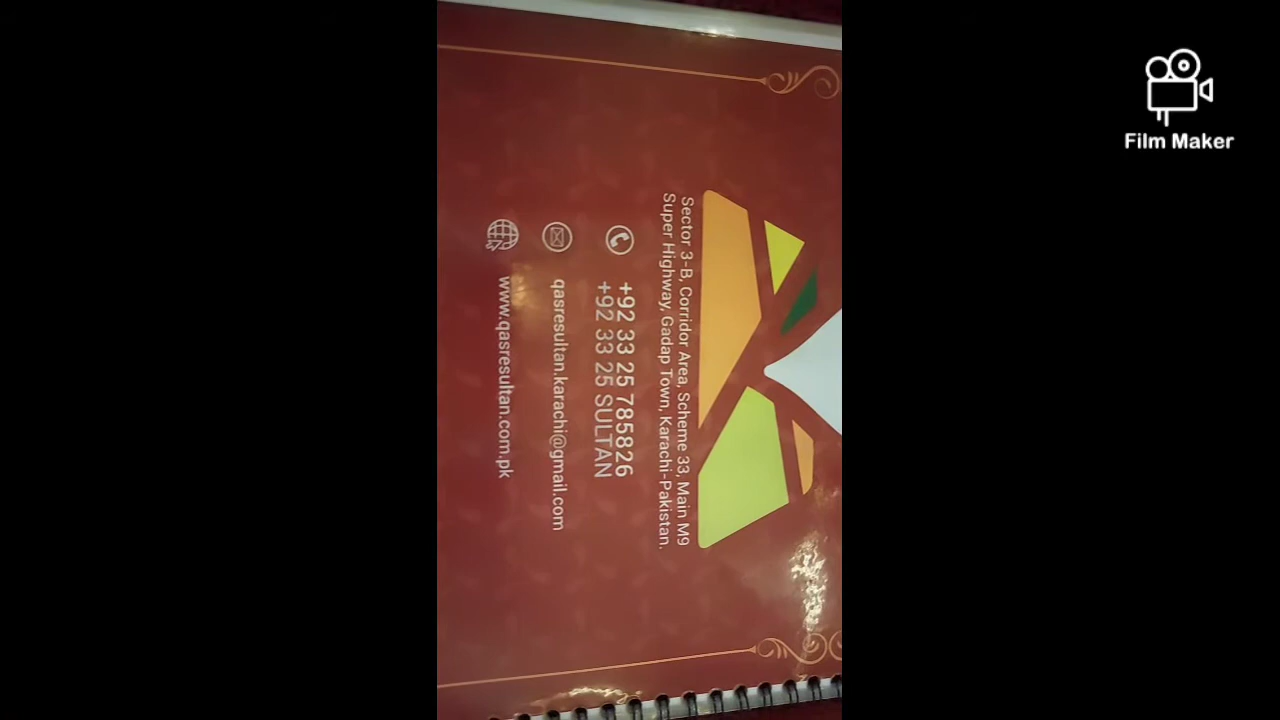 Sector 3-B, Corridor Area, Scheme 33, Main M9
Super Highway, Gadap Town, Karachi-Pakistan.
+92 33 25 785826
+92 33 25 SULTAN
qasresultan.karachi@gmail.com
www.qasresultan.com.pk
Film Maker